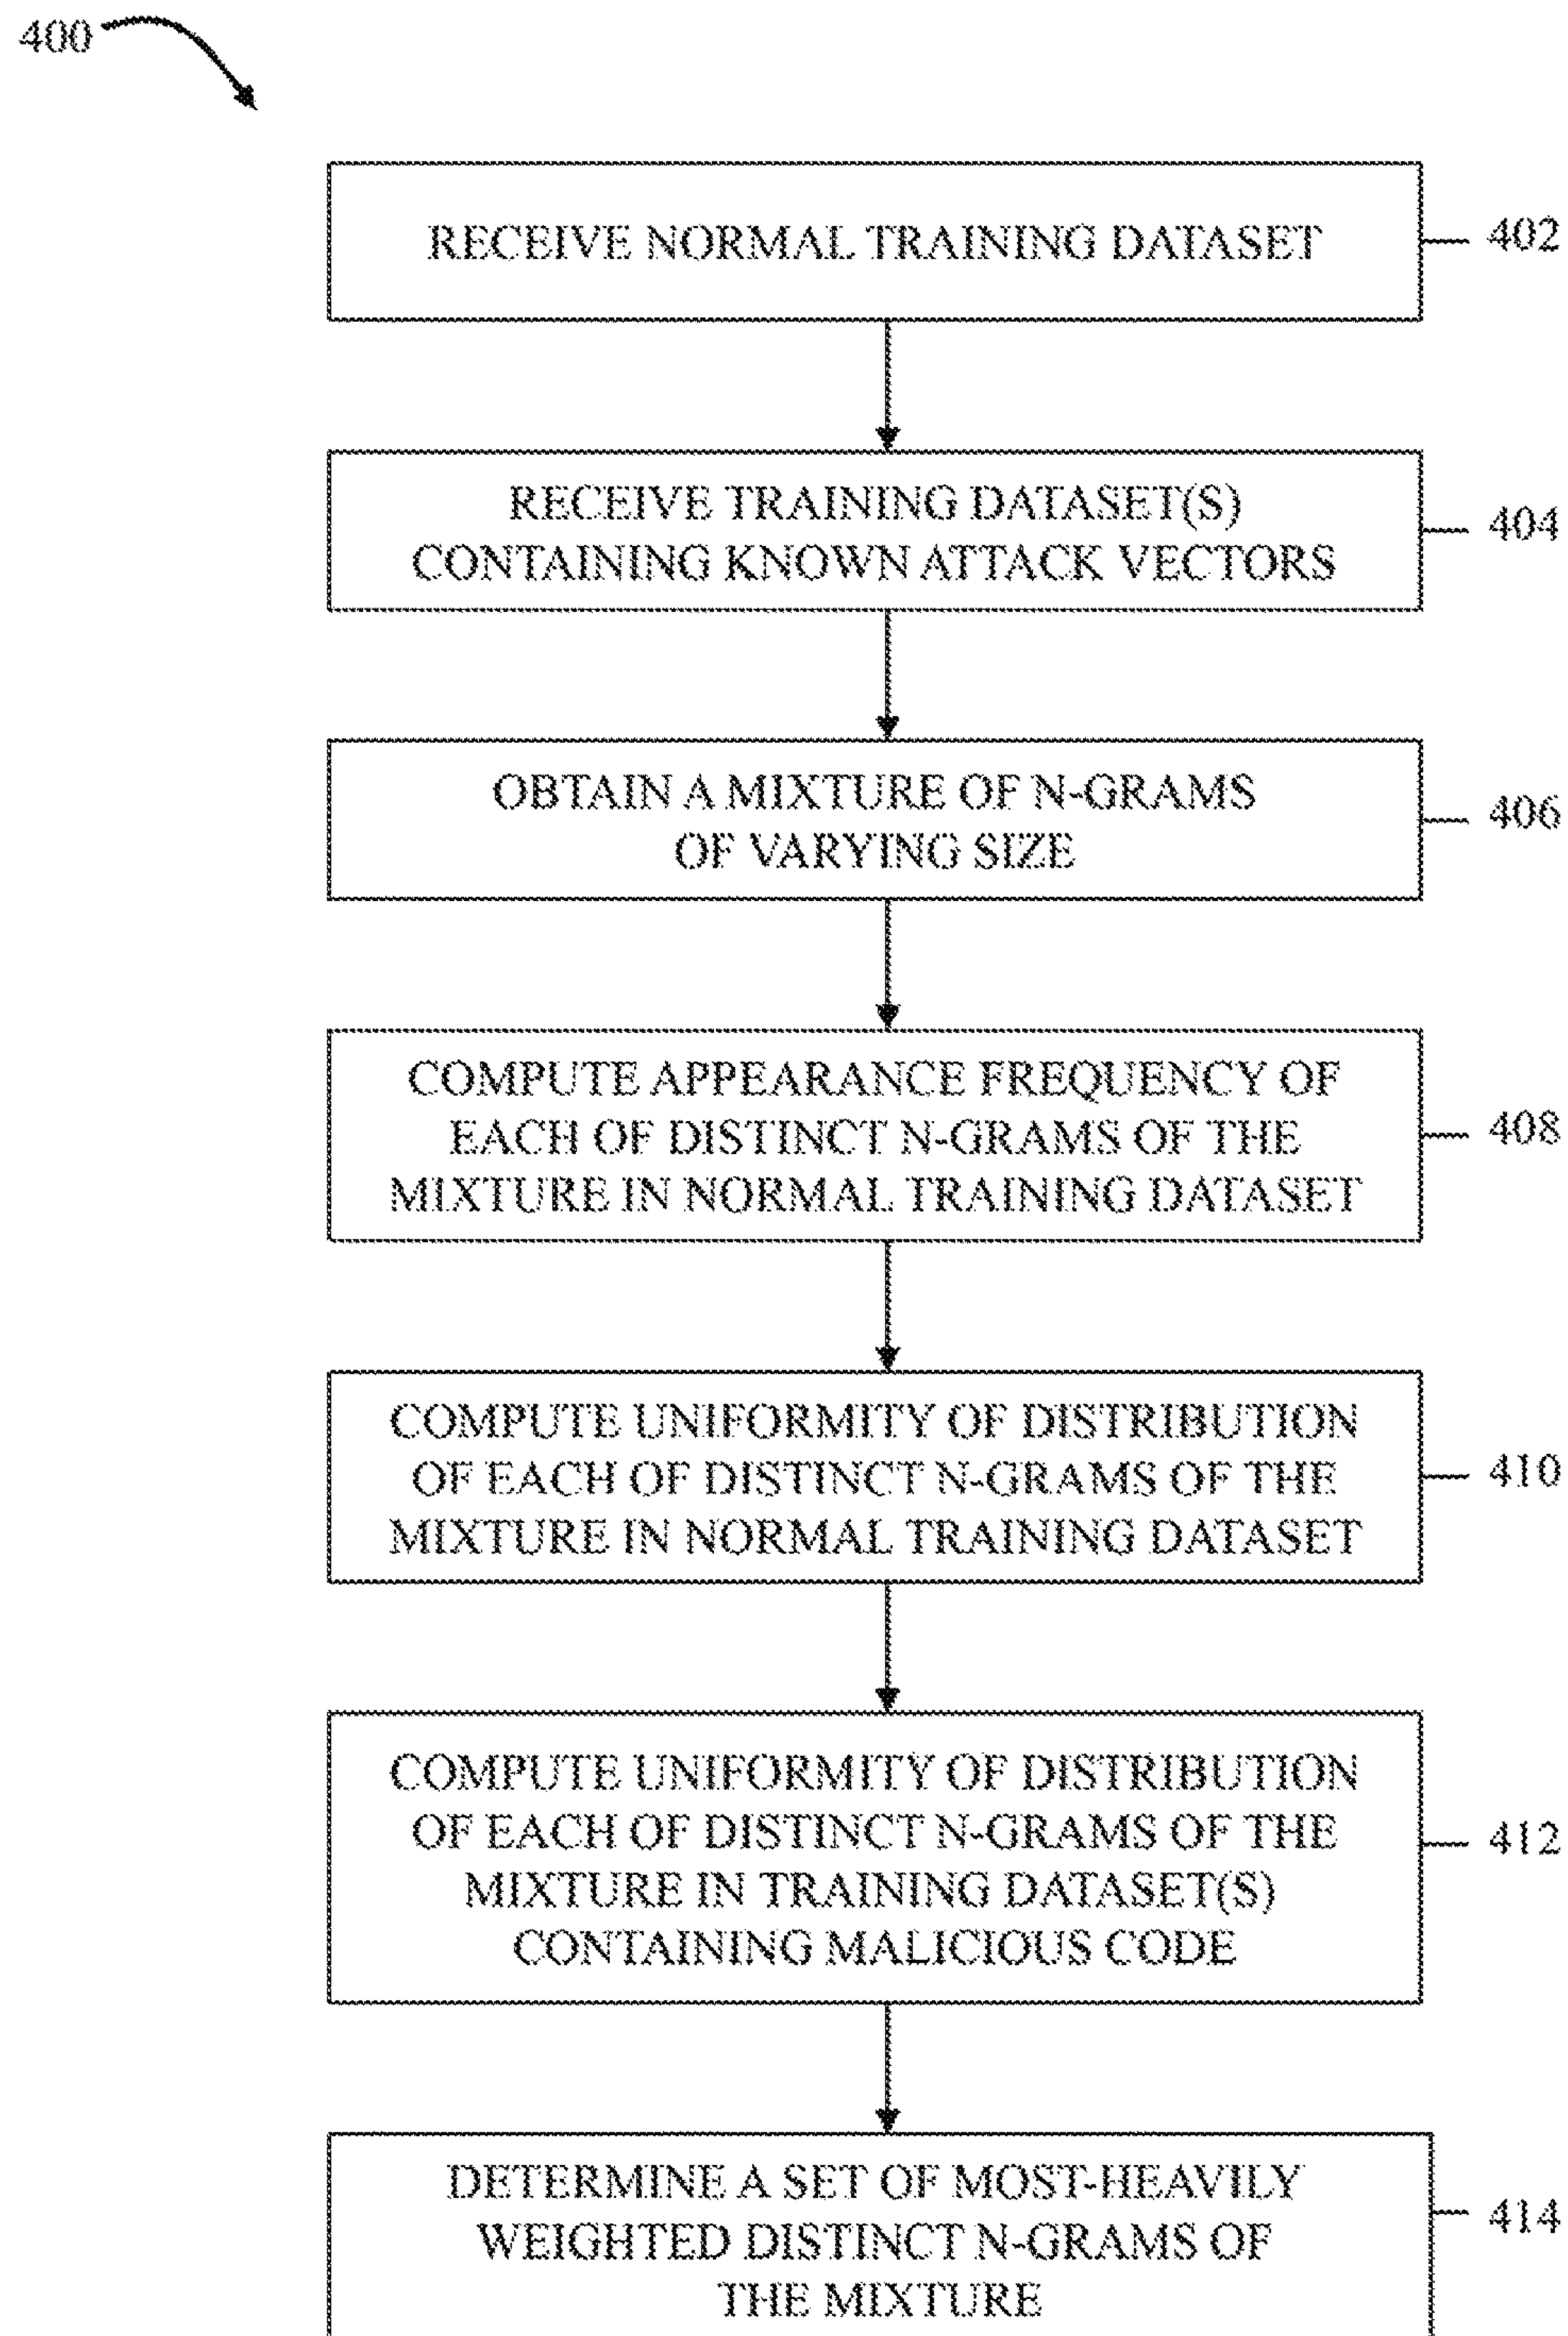 400
RECEIVE NORMAL TRAINING DATASET
402
RECEIVE TRAINING DATASET(S)
CONTAINING KNOWN ATTACK VECTORS
404
OBTAIN A MIXTURE OF N-GRAMS
OF VARYING SIZE
406
COMPUTE APPEARANCE FREQUENCY OF
EACH OF DISTINCT N-GRAMS OF THE
MIXTURE IN NORMAL TRAINING DATASET
408
COMPUTE UNIFORMITY OF DISTRIBUTION
OF EACH OF DISTINCT N-GRAMS OF THE
MIXTURE IN NORMAL TRAINING DATASET
410
COMPUTE UNIFORMITY OF DISTRIBUTION
OF EACH OF DISTINCT N-GRAMS OF THE
MIXTURE IN TRAINING DATASET(S)
CONTAINING MALICIOUS CODE
412
DETERMINE A SET OF MOST-HEAVILY
WEIGHTED DISTINCT N-GRAMS OF
THE MIXTURE
414